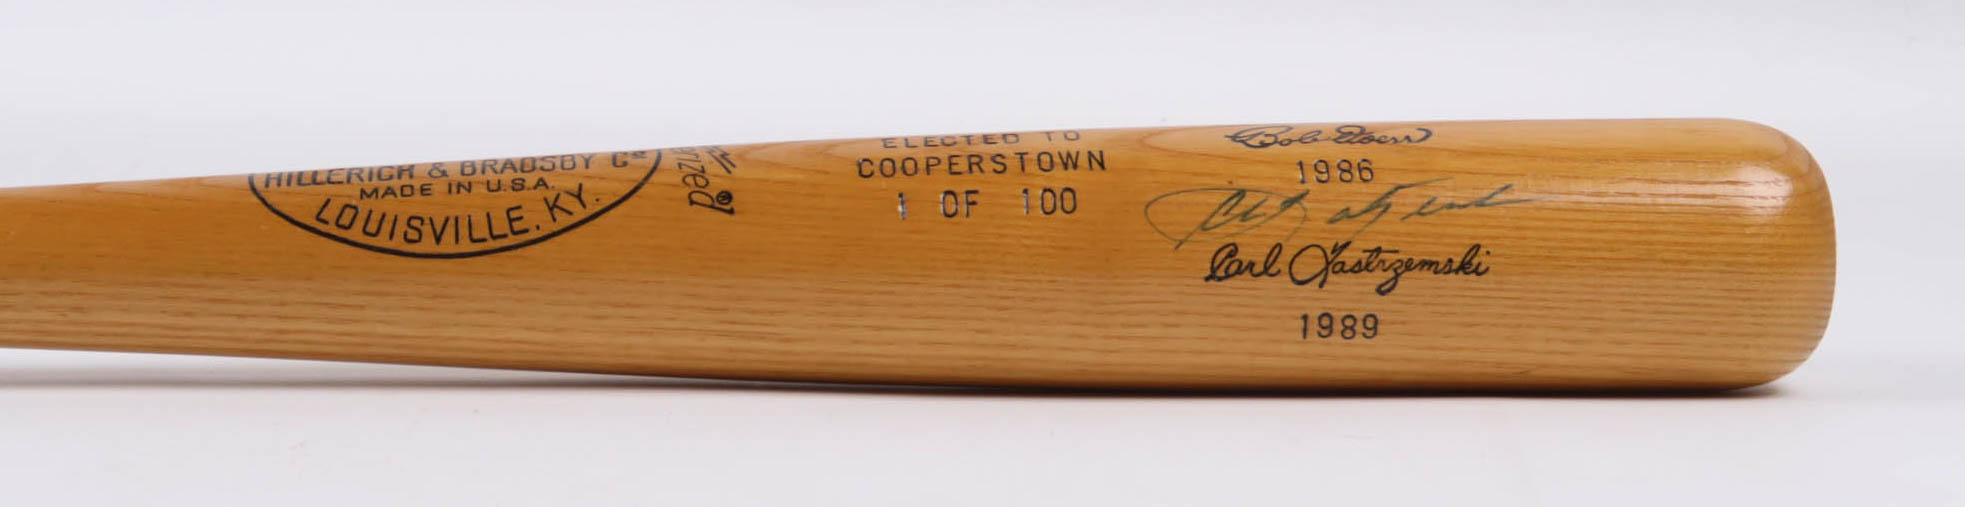 HILLERICH & BRADSBY Cº
MADE IN U.S.A.
LOUISVILLE, KY.
ELECTED TO
COOPERSTOWN
1 OF 100
Bob Doerr
1986
Carl Yastrzemski
1989